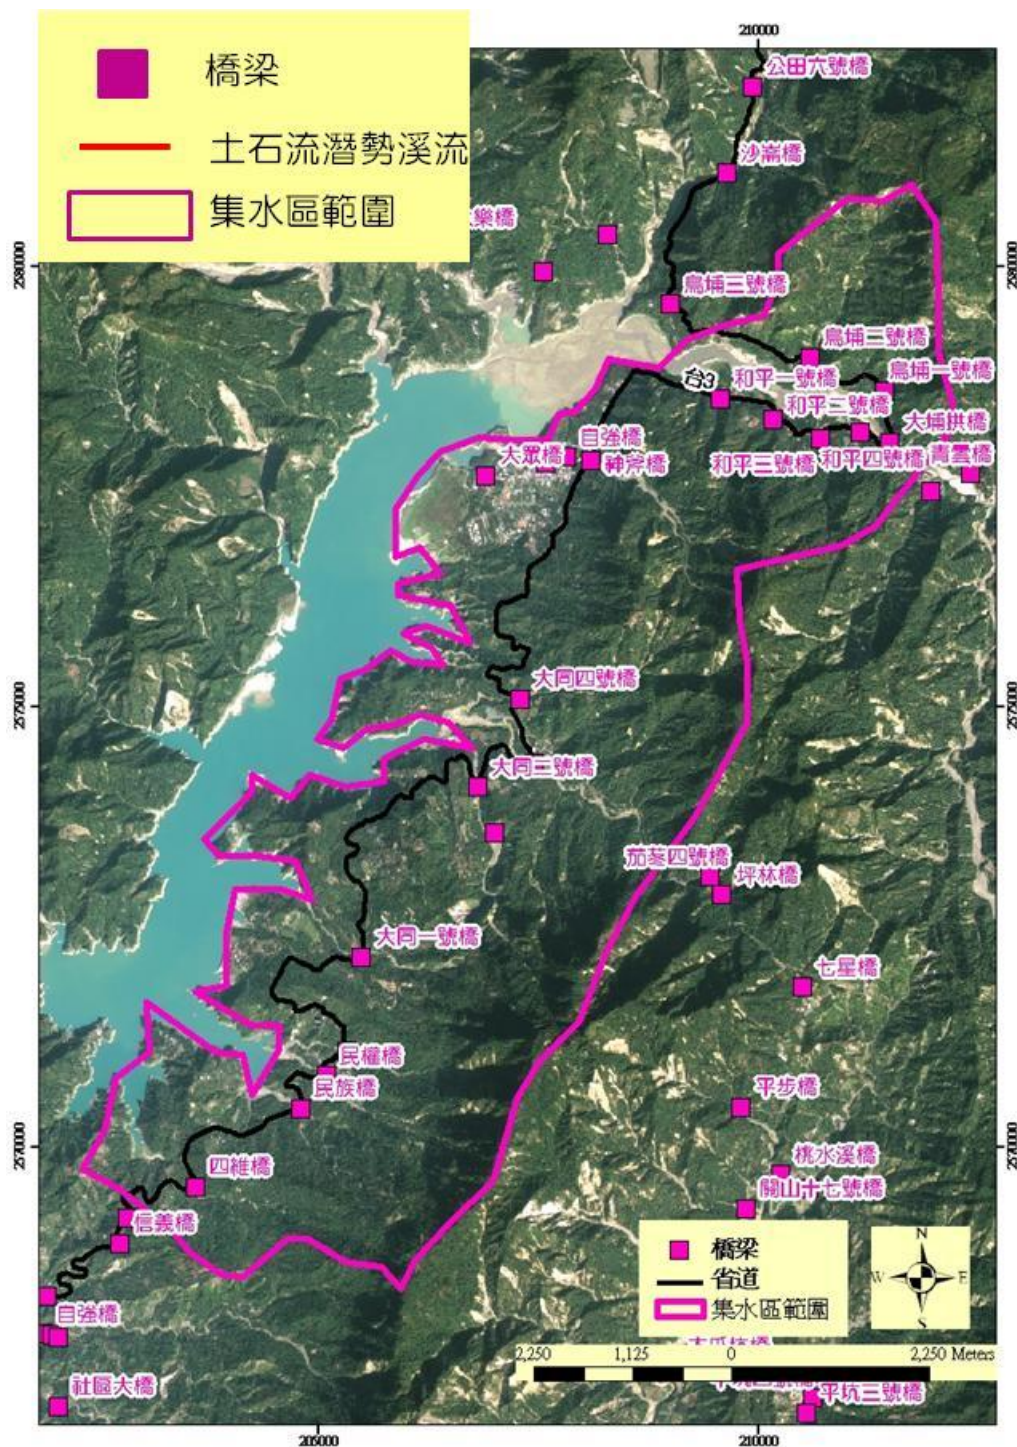 橋梁
土石流潛勢溪流
集水區範圍
210000
公田六號橋
沙崙橋
樂橋
2580000
2580000
烏埔三號橋
烏埔二號橋
台3
和平一號橋
烏埔一號橋
和平二號橋
大埔拱橋
自強橋
大眾橋
神斧橋
和平三號橋
和平四號橋
青雲橋
大同四號橋
2575000
2575000
大同三號橋
茄苳四號橋
坪林橋
大同一號橋
七星橋
民權橋
民族橋
平步橋
2570000
2570000
四維橋
桃水溪橋
關山十七號橋
信義橋
橋梁
省道
集水區範圍
N
W
E
S
自強橋
2,250
1,125
0
2,250 Meters
社區大橋
平坑三號橋
205000
210000